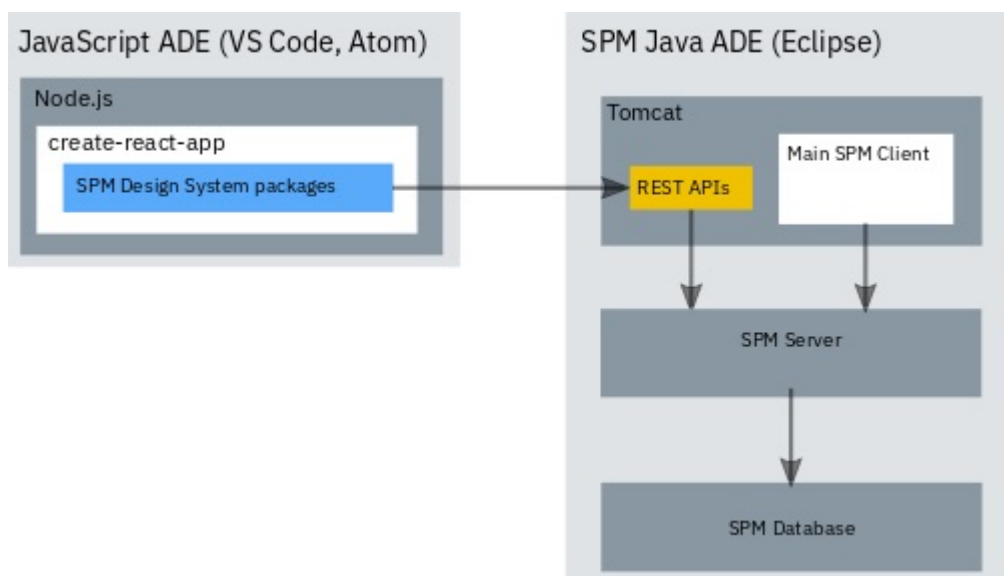 JavaScript ADE (VS Code, Atom)
Node.js
create-react-app
SPM Design System packages
SPM Java ADE (Eclipse)
Tomcat
Main SPM Client
REST APIs
SPM Server
SPM Database